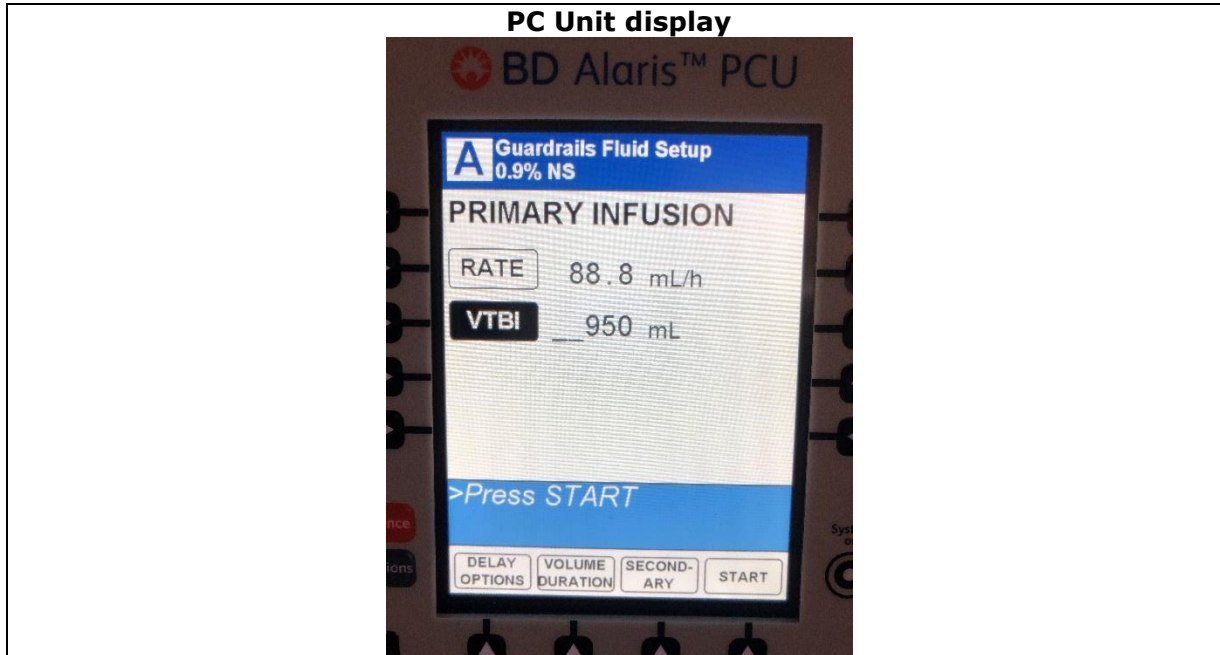 PC Unit display
BD Alaris™ PCU
A Guardrails Fluid Setup
0.9% NS
PRIMARY INFUSION
RATE 88.8 mL/h
VTBI __950 mL
>Press START
DELAY OPTIONS
VOLUME DURATION
SECOND-
ARY
START